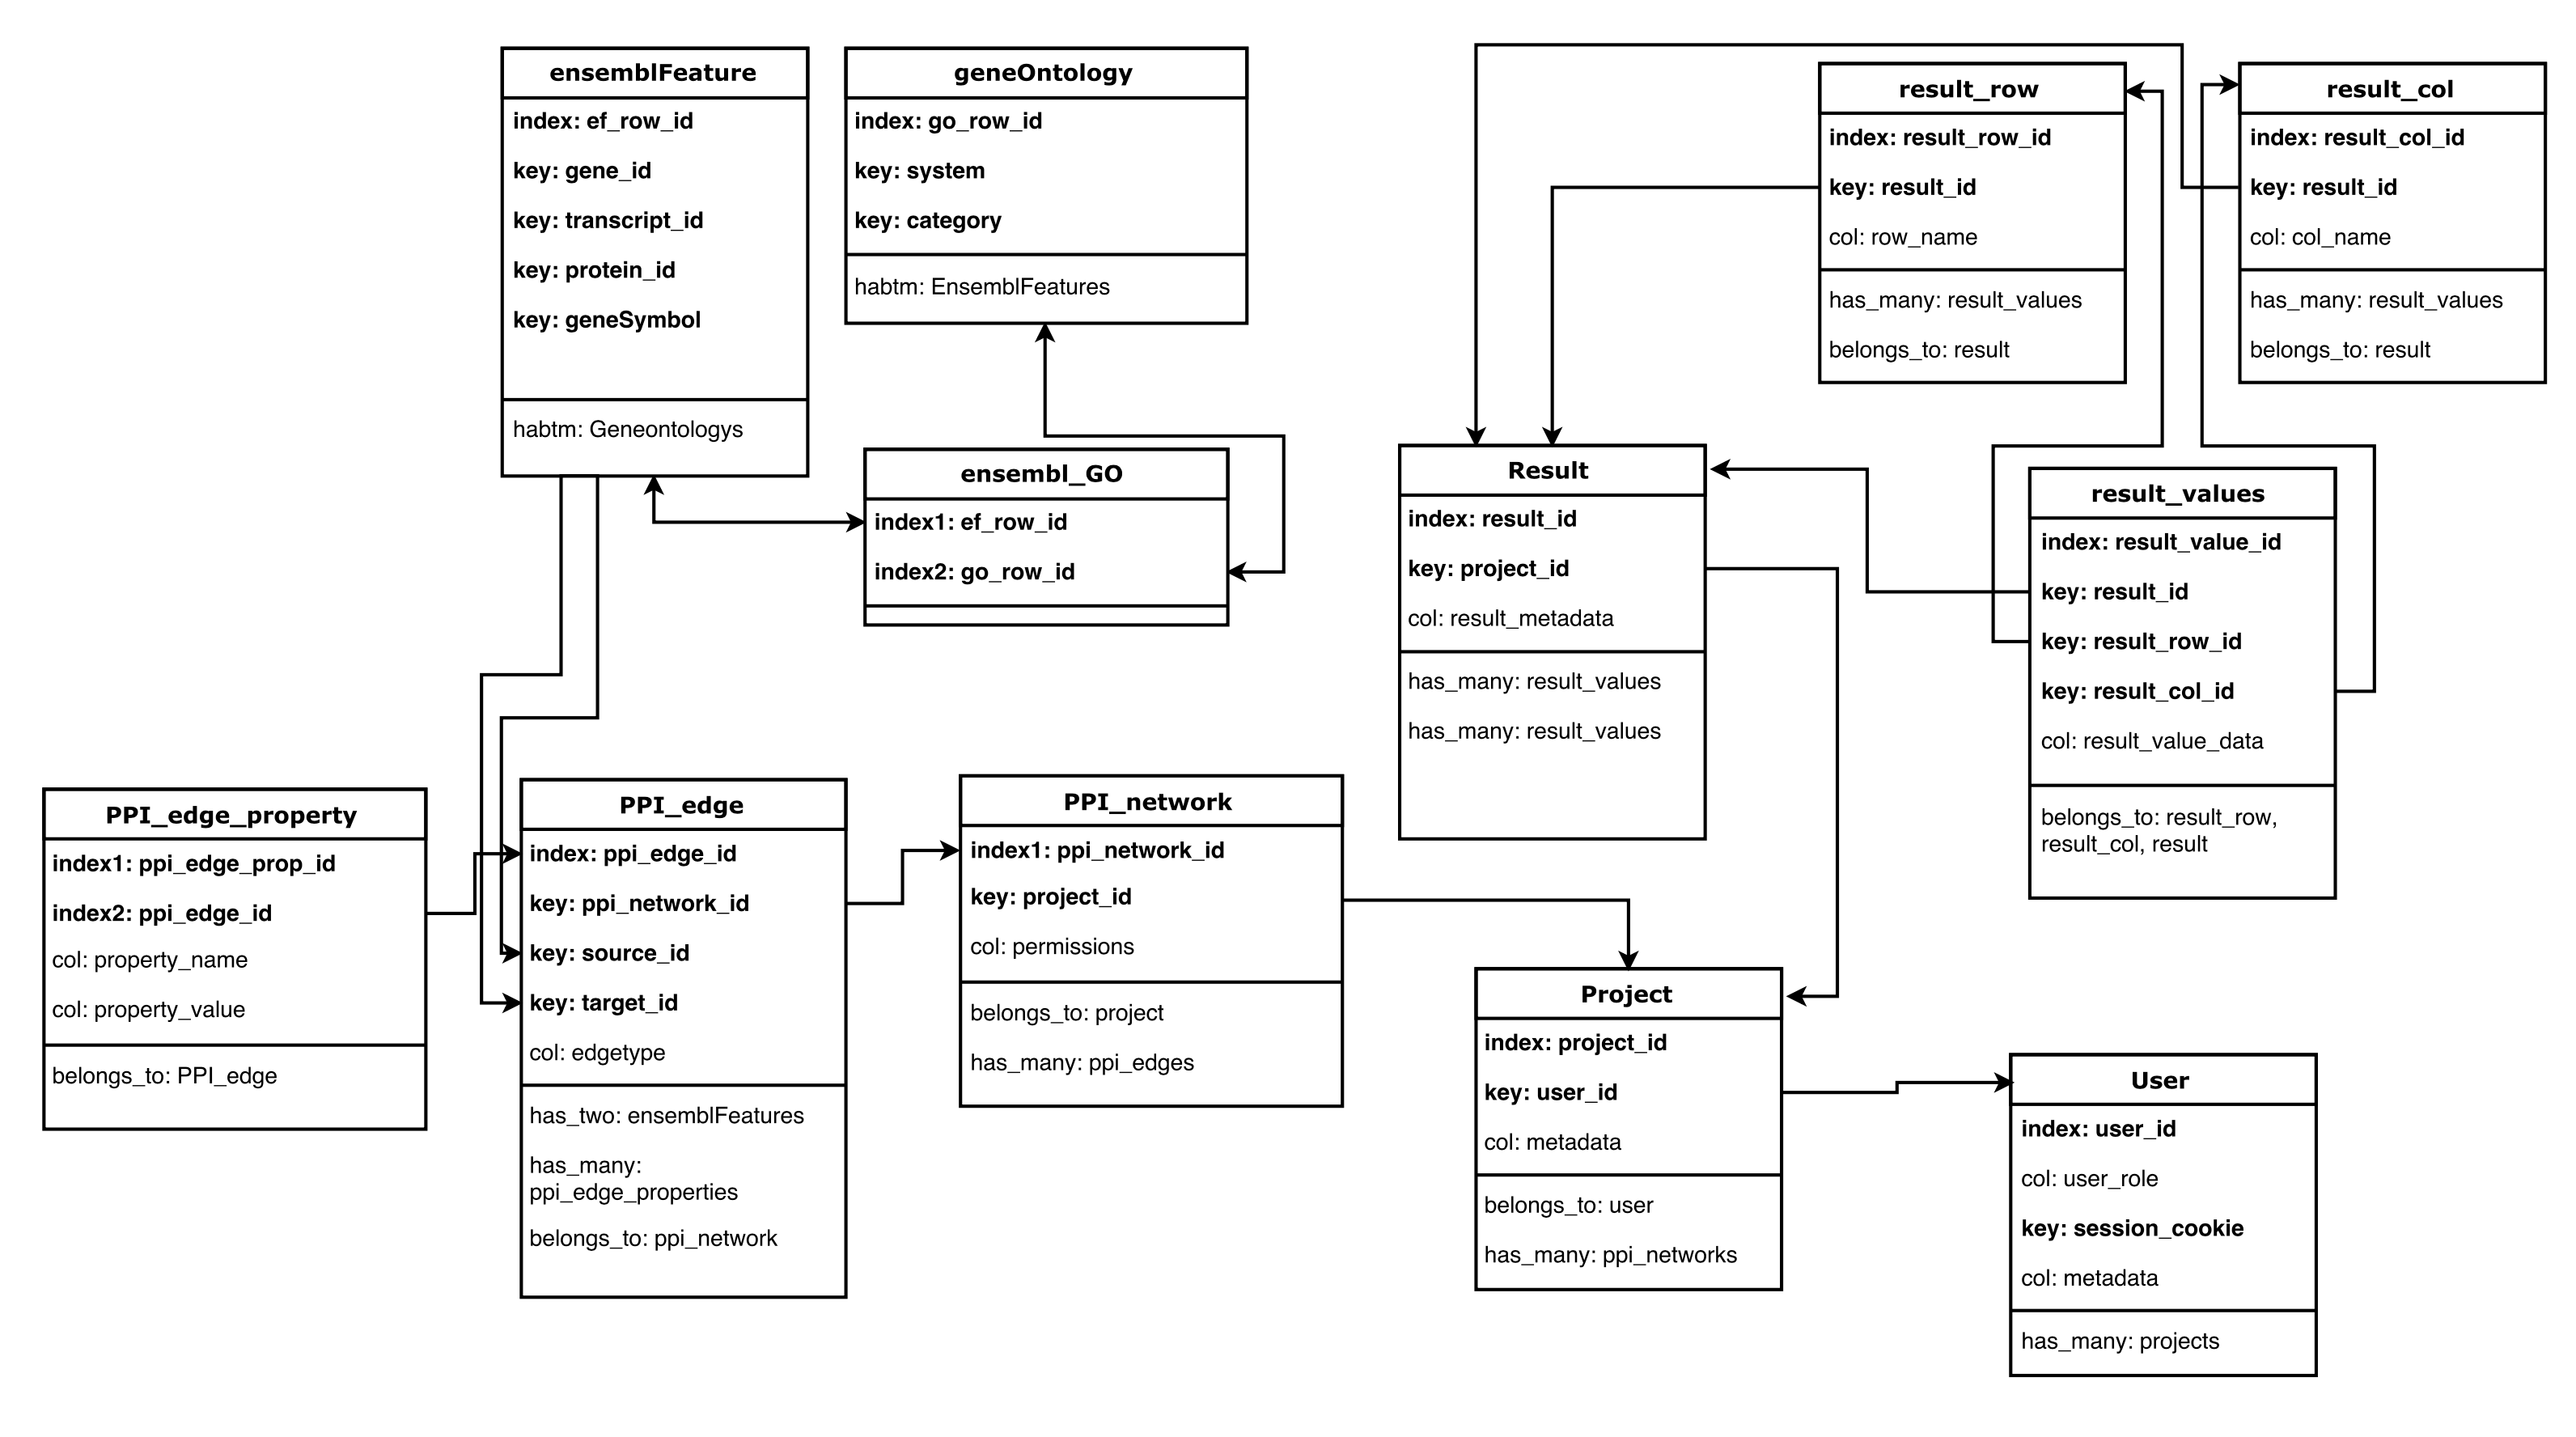 ensemblFeature
index: ef_row_id
key: gene_id
key: transcript_id
key: protein_id
key: geneSymbol
habtm: Geneontologys
geneOntology
index: go_row_id
key: system
key: category
habtm: EnsemblFeatures
ensembl_GO
index1: ef_row_id
index2: go_row_id
result_row
index: result_row_id
key: result_id
col: row_name
has_many: result_values
belongs_to: result
result_col
index: result_col_id
key: result_id
col: col_name
has_many: result_values
belongs_to: result
Result
index: result_id
key: project_id
col: result_metadata
has_many: result_values
has_many: result_values
result_values
index: result_value_id
key: result_id
key: result_row_id
key: result_col_id
col: result_value_data
belongs_to: result_row,
result_col, result
PPI_edge_property
index1: ppi_edge_prop_id
index2: ppi_edge_id
col: property_name
col: property_value
belongs_to: PPI_edge
PPI_edge
index: ppi_edge_id
key: ppi_network_id
key: source_id
key: target_id
col: edgetype
has_two: ensemblFeatures
has_many:
ppi_edge_properties
belongs_to: ppi_network
PPI_network
index1: ppi_network_id
key: project_id
col: permissions
belongs_to: project
has_many: ppi_edges
Project
index: project_id
key: user_id
col: metadata
belongs_to: user
has_many: ppi_networks
User
index: user_id
col: user_role
key: session_cookie
col: metadata
has_many: projects